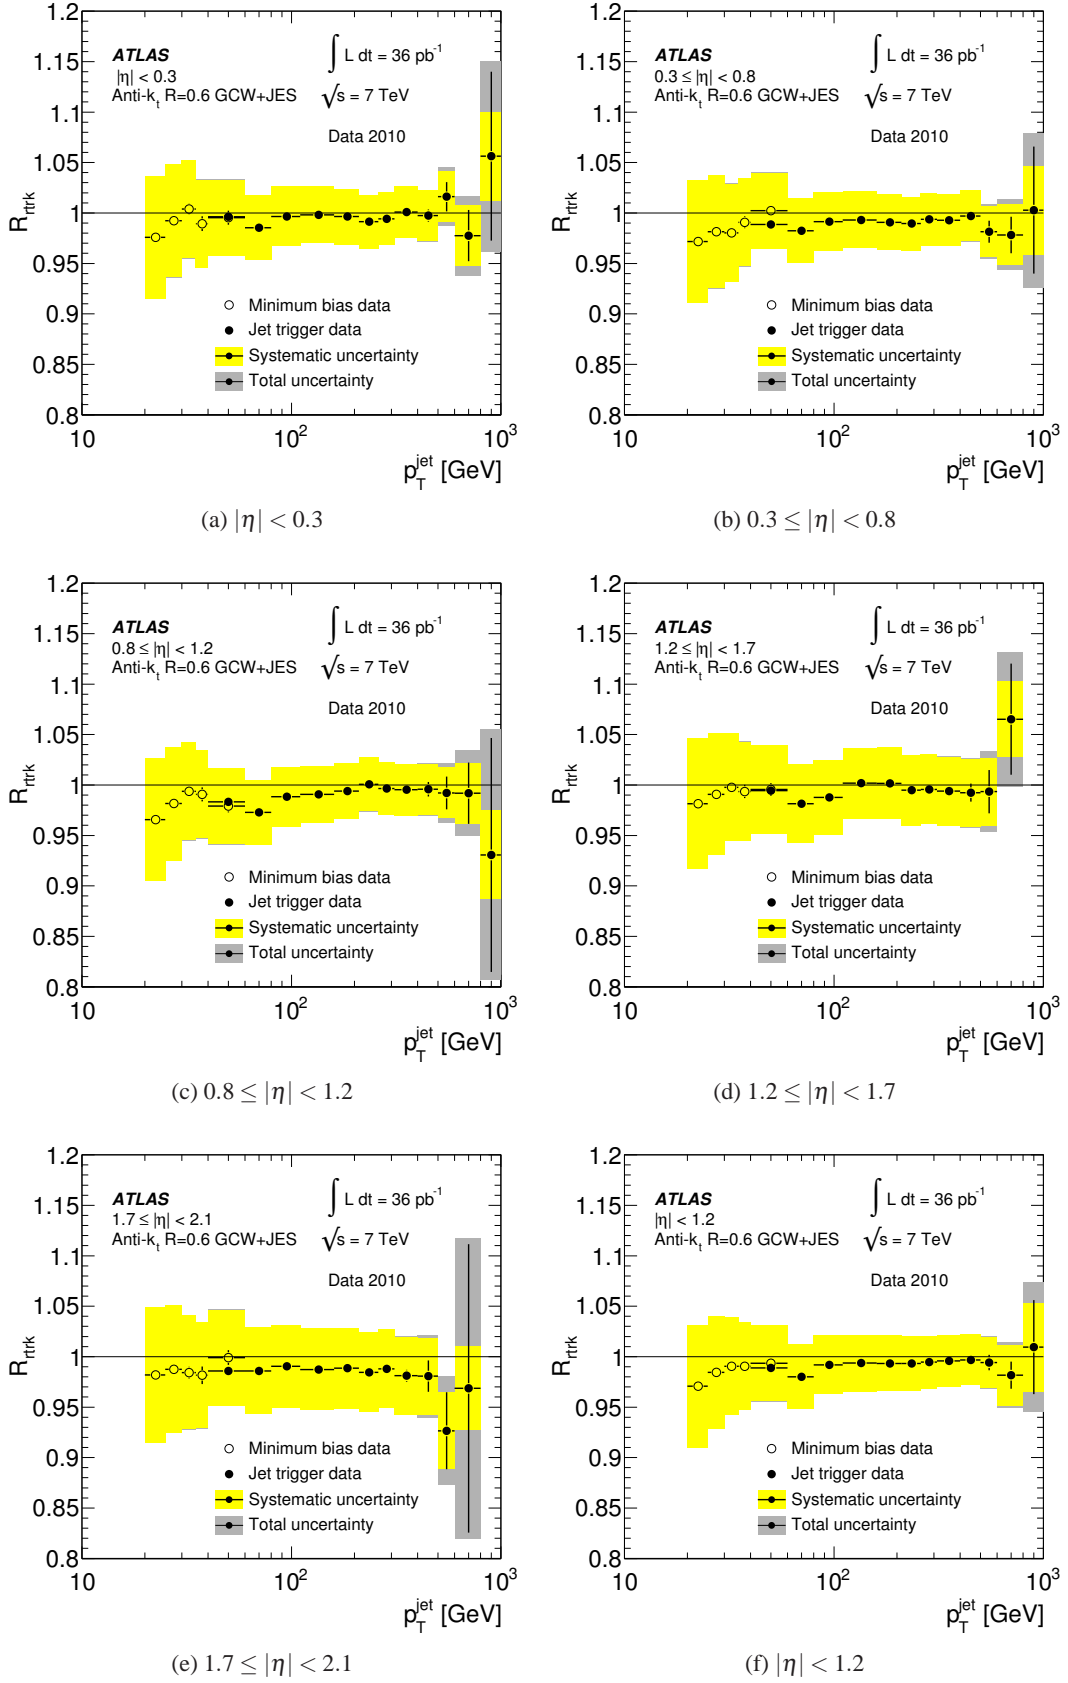 1.2
1.15
1.1
1.05
1
0.95
0.9
0.85
0.8
R_rtrk
ATLAS
|η| < 0.3
Anti-k_t R=0.6 GCW+JES
∫ L dt = 36 pb^-1
√s = 7 TeV
Data 2010
Minimum bias data
Jet trigger data
Systematic uncertainty
Total uncertainty
10 10^2 10^3
p_T^jet [GeV]
(a) |η| < 0.3
1.2
1.15
1.1
1.05
1
0.95
0.9
0.85
0.8
R_rtrk
ATLAS
0.3 ≤ |η| < 0.8
Anti-k_t R=0.6 GCW+JES
∫ L dt = 36 pb^-1
√s = 7 TeV
Data 2010
Minimum bias data
Jet trigger data
Systematic uncertainty
Total uncertainty
10 10^2 10^3
p_T^jet [GeV]
(b) 0.3 ≤ |η| < 0.8
1.2
1.15
1.1
1.05
1
0.95
0.9
0.85
0.8
R_rtrk
ATLAS
0.8 ≤ |η| < 1.2
Anti-k_t R=0.6 GCW+JES
∫ L dt = 36 pb^-1
√s = 7 TeV
Data 2010
Minimum bias data
Jet trigger data
Systematic uncertainty
Total uncertainty
10 10^2 10^3
p_T^jet [GeV]
(c) 0.8 ≤ |η| < 1.2
1.2
1.15
1.1
1.05
1
0.95
0.9
0.85
0.8
R_rtrk
ATLAS
1.2 ≤ |η| < 1.7
Anti-k_t R=0.6 GCW+JES
∫ L dt = 36 pb^-1
√s = 7 TeV
Data 2010
Minimum bias data
Jet trigger data
Systematic uncertainty
Total uncertainty
10 10^2 10^3
p_T^jet [GeV]
(d) 1.2 ≤ |η| < 1.7
1.2
1.15
1.1
1.05
1
0.95
0.9
0.85
0.8
R_rtrk
ATLAS
1.7 ≤ |η| < 2.1
Anti-k_t R=0.6 GCW+JES
∫ L dt = 36 pb^-1
√s = 7 TeV
Data 2010
Minimum bias data
Jet trigger data
Systematic uncertainty
Total uncertainty
10 10^2 10^3
p_T^jet [GeV]
(e) 1.7 ≤ |η| < 2.1
1.2
1.15
1.1
1.05
1
0.95
0.9
0.85
0.8
R_rtrk
ATLAS
|η| < 1.2
Anti-k_t R=0.6 GCW+JES
∫ L dt = 36 pb^-1
√s = 7 TeV
Data 2010
Minimum bias data
Jet trigger data
Systematic uncertainty
Total uncertainty
10 10^2 10^3
p_T^jet [GeV]
(f) |η| < 1.2